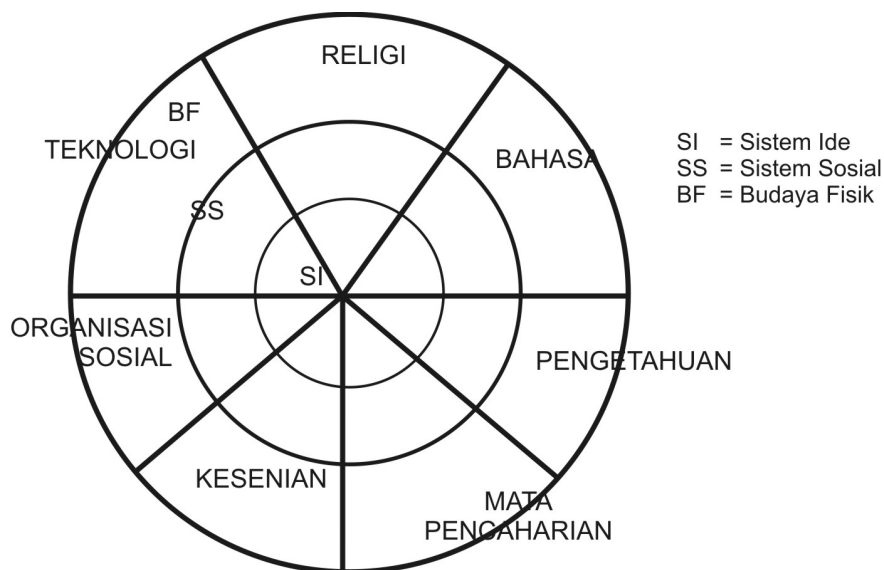 RELIGI
BF
TEKNOLOGI
BAHASA
SI = Sistem Ide
SS = Sistem Sosial
BF = Budaya Fisik
SS
SI
ORGANISASI
SOSIAL
PENGETAHUAN
KESENIAN
MATA
PENCAHARIAN